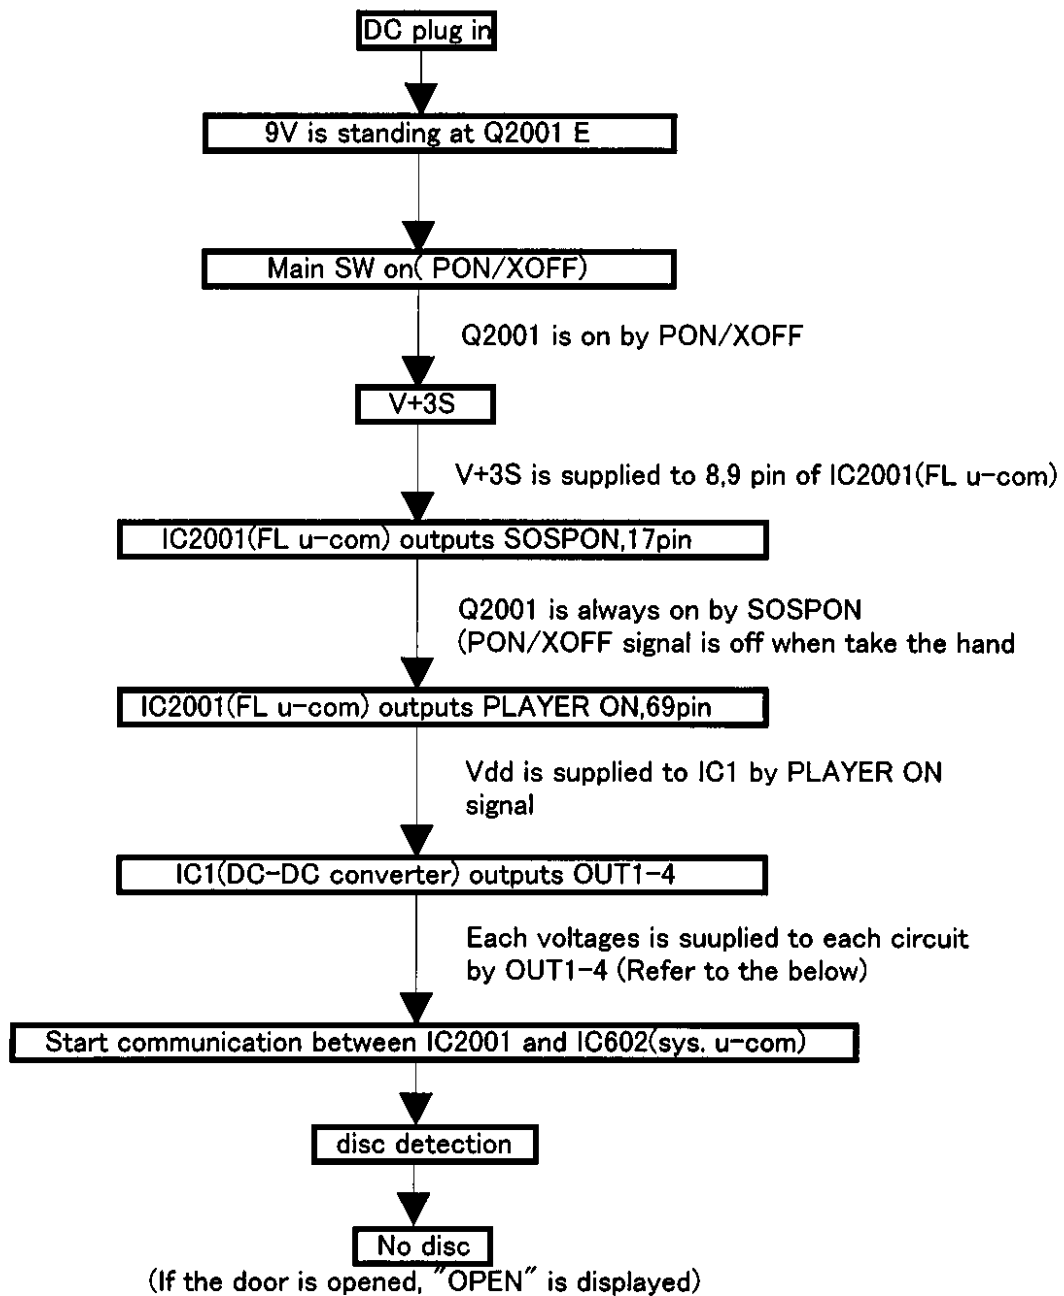 DC plug in
9V is standing at Q2001 E
Main SW on( PON/XOFF)
Q2001 is on by PON/XOFF
V+3S
V+3S is supplied to 8,9 pin of IC2001(FL u-com)
IC2001(FL u-com) outputs SOSPON,17pin
Q2001 is always on by SOSPON
(PON/XOFF signal is off when take the hand
IC2001(FL u-com) outputs PLAYER ON,69pin
Vdd is supplied to IC1 by PLAYER ON
signal
IC1(DC-DC converter) outputs OUT1-4
Each voltages is suuplied to each circuit
by OUT1-4 (Refer to the below)
Start communication between IC2001 and IC602(sys. u-com)
disc detection
No disc
(If the door is opened, "OPEN" is displayed)